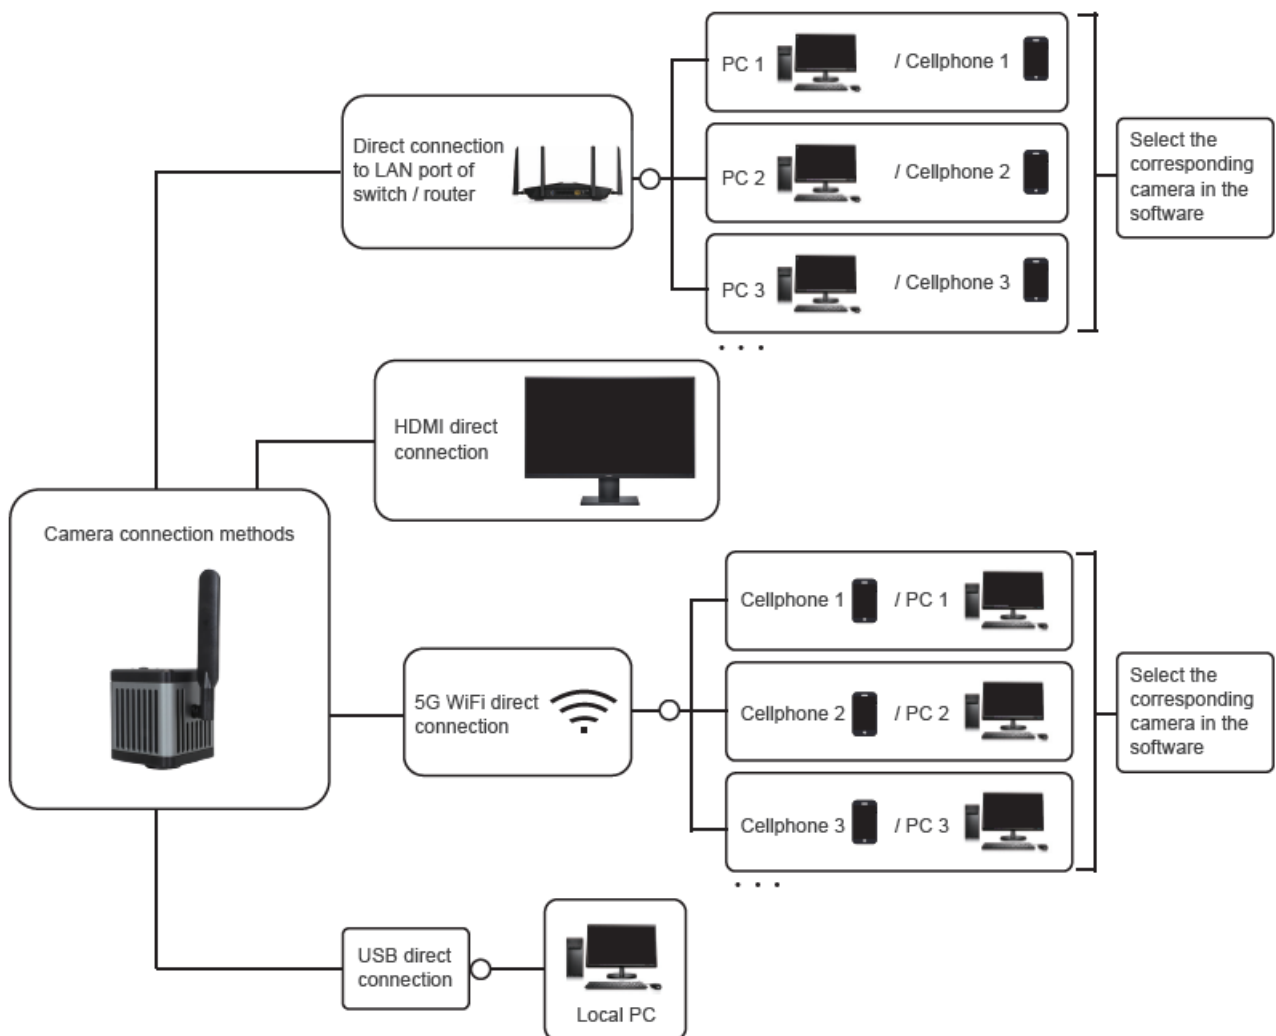 PC 1
/ Cellphone 1
Direct connection
to LAN port of
switch / router
PC 2
/ Cellphone 2
PC 3
/ Cellphone 3
. . .
Select the
corresponding
camera in the
software
HDMI direct
connection
Camera connection methods
5G WiFi direct
connection
Cellphone 1
/ PC 1
Cellphone 2
/ PC 2
Cellphone 3
/ PC 3
. . .
Select the
corresponding
camera in the
software
USB direct
connection
Local PC